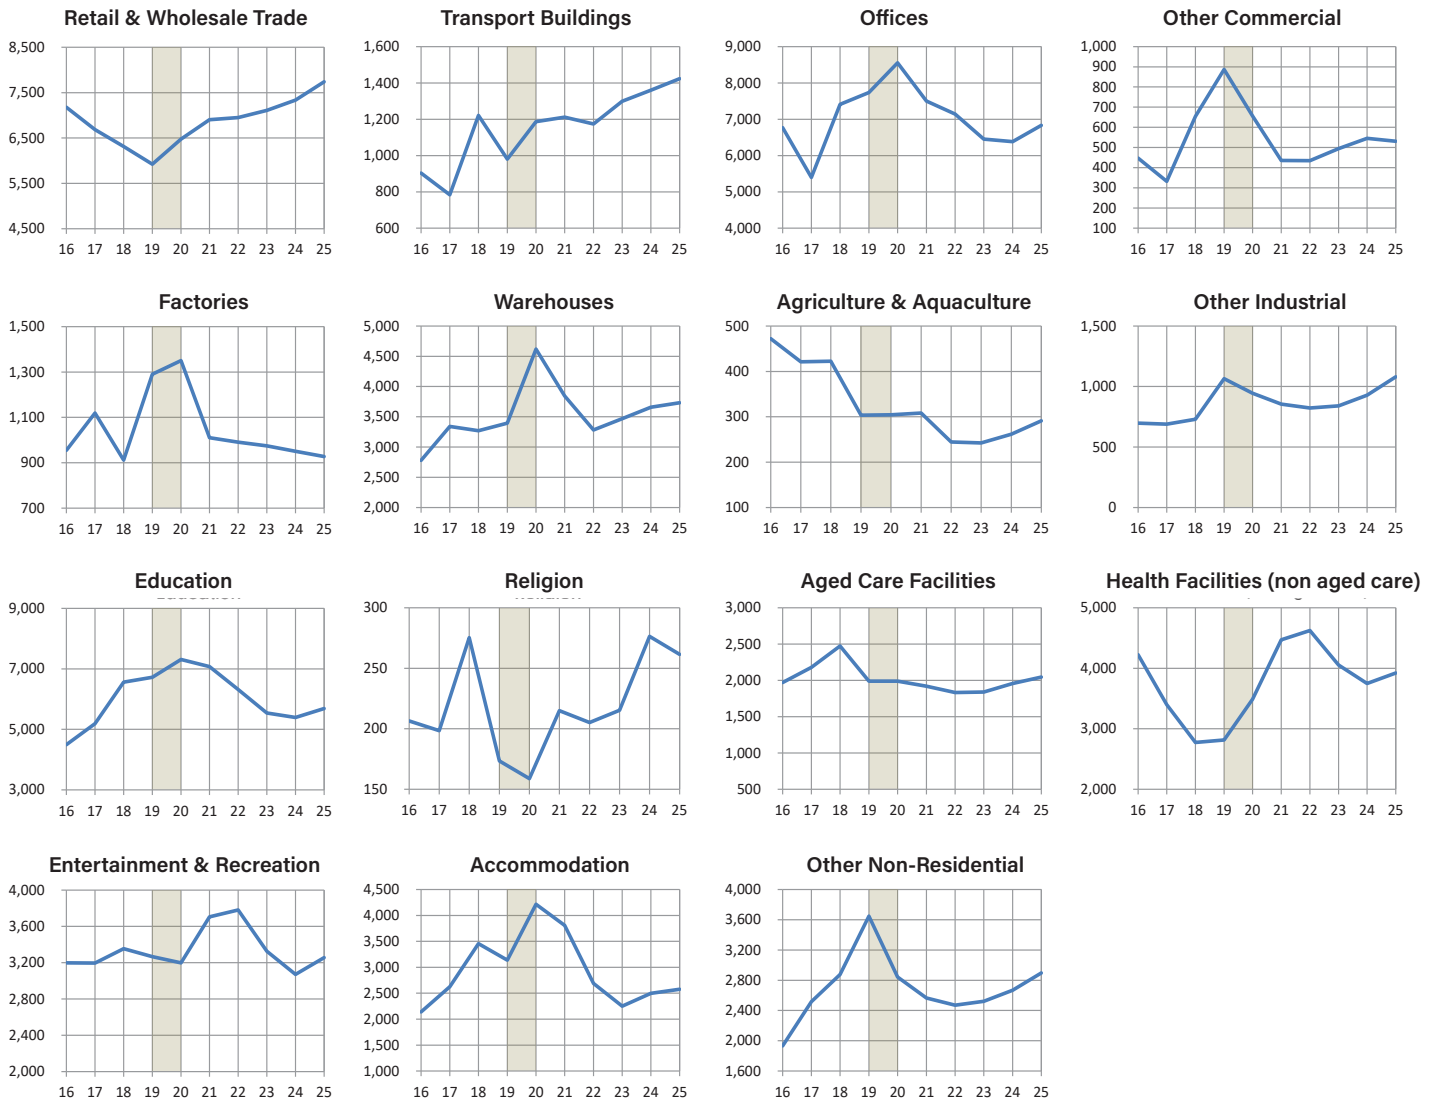 Retail & Wholesale Trade
8,500
7,500
6,500
5,500
4,500
16 17 18 19 20 21 22 23 24 25
Transport Buildings
1,600
1,400
1,200
1,000
800
600
16 17 18 19 20 21 22 23 24 25
Offices
9,000
8,000
7,000
6,000
5,000
4,000
16 17 18 19 20 21 22 23 24 25
Other Commercial
1,000
900
800
700
600
500
400
300
200
100
16 17 18 19 20 21 22 23 24 25
Factories
1,500
1,300
1,100
900
700
16 17 18 19 20 21 22 23 24 25
Warehouses
5,000
4,500
4,000
3,500
3,000
2,500
2,000
16 17 18 19 20 21 22 23 24 25
Agriculture & Aquaculture
500
400
300
200
100
16 17 18 19 20 21 22 23 24 25
Other Industrial
1,500
1,000
500
0
16 17 18 19 20 21 22 23 24 25
Education
9,000
7,000
5,000
3,000
16 17 18 19 20 21 22 23 24 25
Religion
300
250
200
150
16 17 18 19 20 21 22 23 24 25
Aged Care Facilities
3,000
2,500
2,000
1,500
1,000
500
16 17 18 19 20 21 22 23 24 25
Health Facilities (non aged care)
5,000
4,000
3,000
2,000
16 17 18 19 20 21 22 23 24 25
Entertainment & Recreation
4,000
3,600
3,200
2,800
2,400
2,000
16 17 18 19 20 21 22 23 24 25
Accommodation
4,500
4,000
3,500
3,000
2,500
2,000
1,500
1,000
16 17 18 19 20 21 22 23 24 25
Other Non-Residential
4,000
3,600
3,200
2,800
2,400
2,000
1,600
16 17 18 19 20 21 22 23 24 25